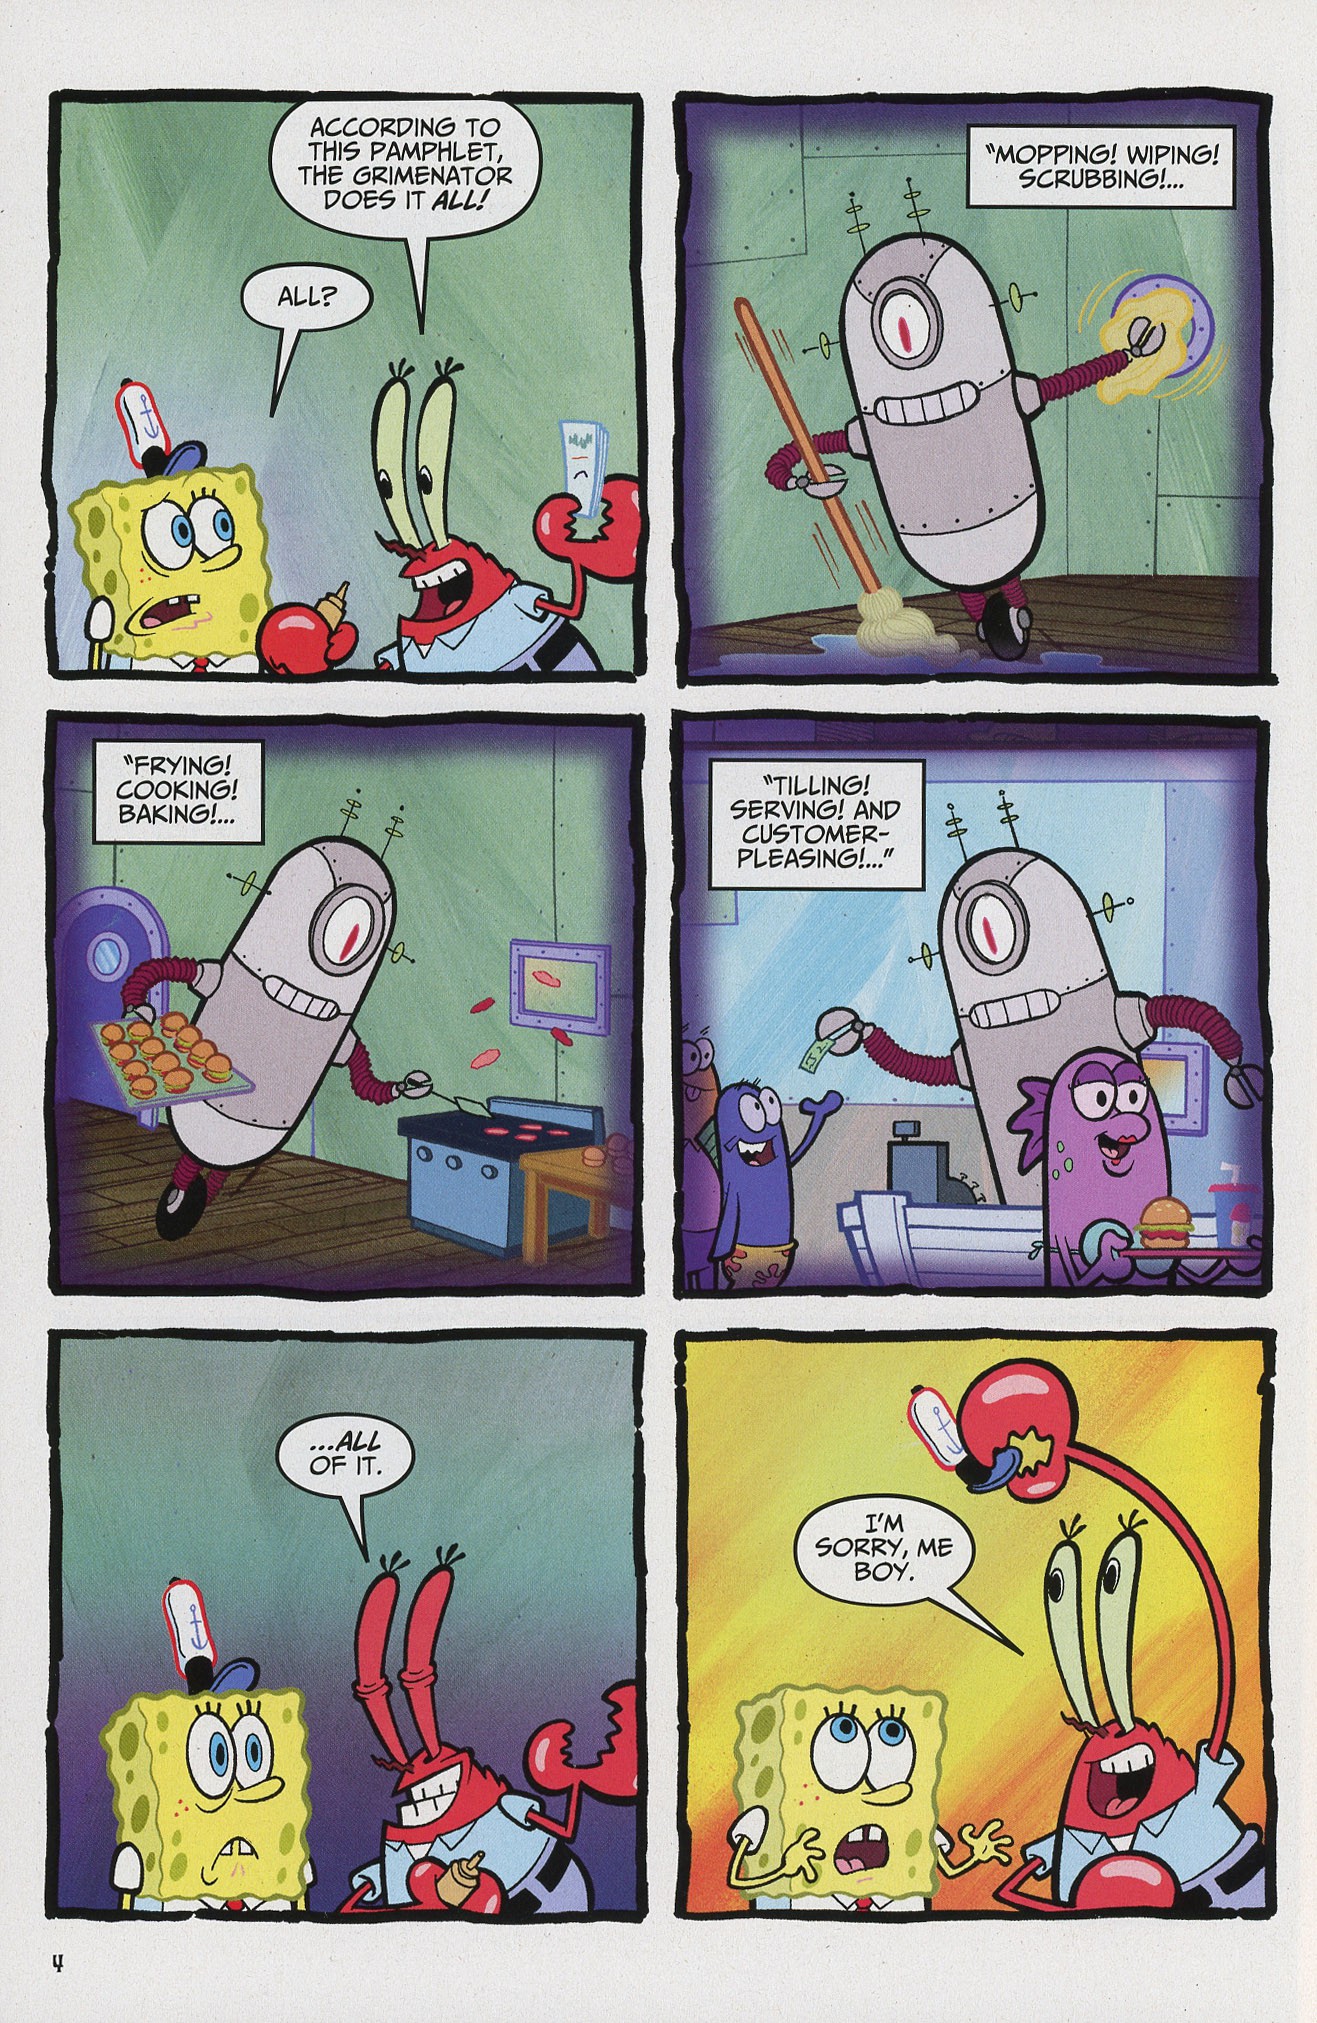 ACCORDING TO
THIS PAMPHLET,
THE GRIMENATOR
DOES IT ALL!
ALL?
"MOPPING! WIPING!
SCRUBBING!...
"FRYING!
COOKING!
BAKING!...
"TILLING!
SERVING! AND
CUSTOMER-
PLEASING!..."
...ALL
OF IT.
I'M
SORRY, ME
BOY.
4